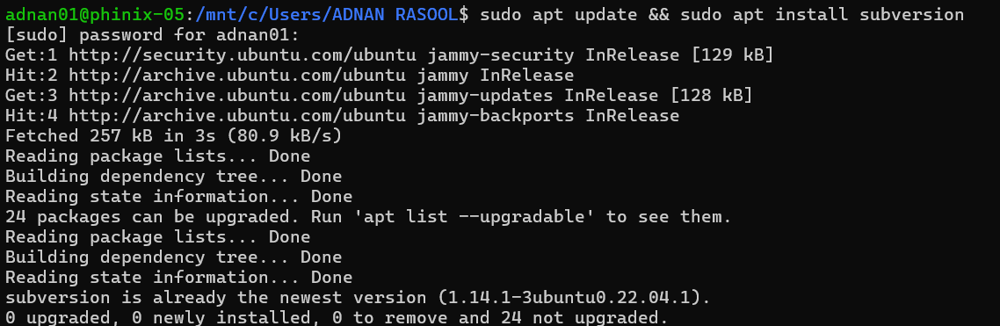 adnan01@phinix-05:/mnt/c/Users/ADNAN RASOOL$ sudo apt update && sudo apt install subversion
[sudo] password for adnan01:
Get:1 http://security.ubuntu.com/ubuntu jammy-security InRelease [129 kB]
Hit:2 http://archive.ubuntu.com/ubuntu jammy InRelease
Get:3 http://archive.ubuntu.com/ubuntu jammy-updates InRelease [128 kB]
Hit:4 http://archive.ubuntu.com/ubuntu jammy-backports InRelease
Fetched 257 kB in 3s (80.9 kB/s)
Reading package lists... Done
Building dependency tree... Done
Reading state information... Done
24 packages can be upgraded. Run 'apt list --upgradable' to see them.
Reading package lists... Done
Building dependency tree... Done
Reading state information... Done
subversion is already the newest version (1.14.1-3ubuntu0.22.04.1).
0 upgraded, 0 newly installed, 0 to remove and 24 not upgraded.